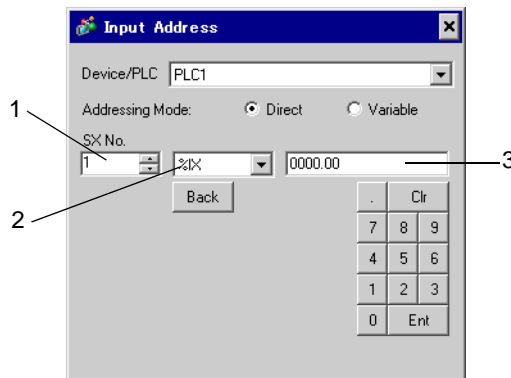 Input Address
Device/PLC PLC1
Addressing Mode: Direct Variable
1
SX No.
1 %IX 0000.00 3
2
Back . Clr
7 8 9
4 5 6
1 2 3
0 Ent